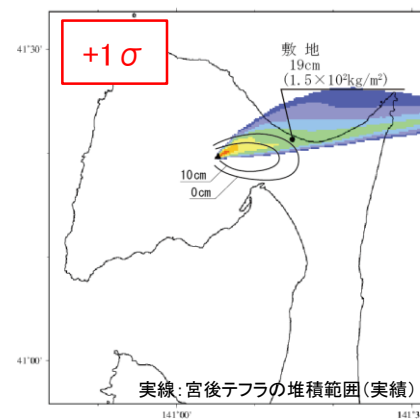 +1σ
41°30'
敷 地
19cm
(1.5×10²kg/m²)
10cm
0cm
41°00'
実線：宮後テフラの堆積範囲（実績）
141°00'